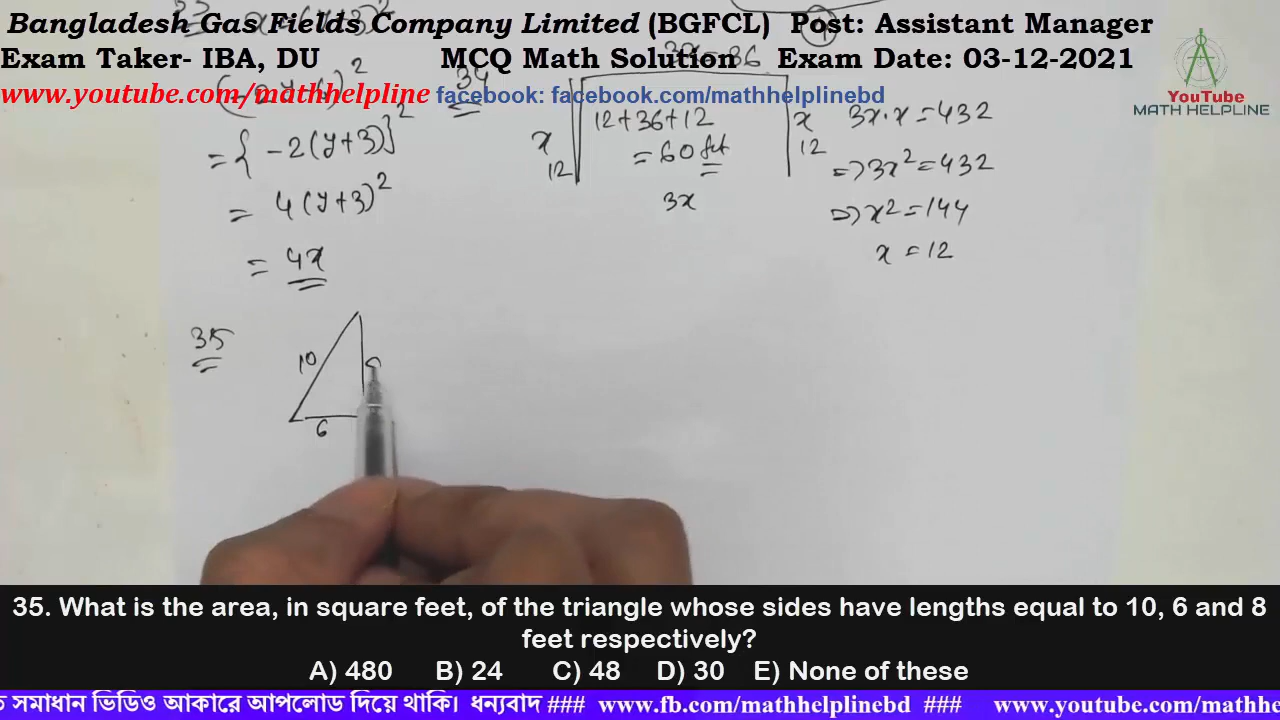 Bangladesh Gas Fields Company Limited (BGFCL) Post: Assistant Manager
Exam Taker- IBA, DU MCQ Math Solution Exam Date: 03-12-2021
www.youtube.com/mathhelpline facebook: facebook.com/mathhelplinebd
YouTube
MATH HELPLINE
34
= {-2(y+3)}²
= 4(y+3)²
= 4x
x
12
12+36+12
= 60 feet
3x
x
12
3x·x = 432
=> 3x² = 432
=> x² = 144
x = 12
35
10
6
35. What is the area, in square feet, of the triangle whose sides have lengths equal to 10, 6 and 8
feet respectively?
A) 480 B) 24 C) 48 D) 30 E) None of these
সমাধান ভিডিও আকারে আপলোড দিয়ে থাকি। ধন্যবাদ ### www.fb.com/mathhelplinebd ### www.youtube.com/mathhe